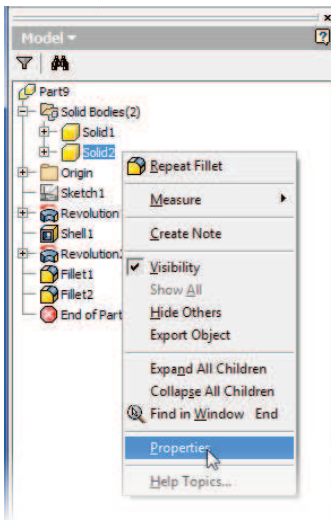 Model
Part9
Solid Bodies(2)
Solid1
Solid2
Origin
Sketch1
Revolution
Shell1
Revolution
Fillet1
Fillet2
End of Part
Repeat Fillet
Measure
Create Note
Visibility
Show All
Hide Others
Export Object
Expand All Children
Collapse All Children
Find in Window End
Properties
Help Topics...